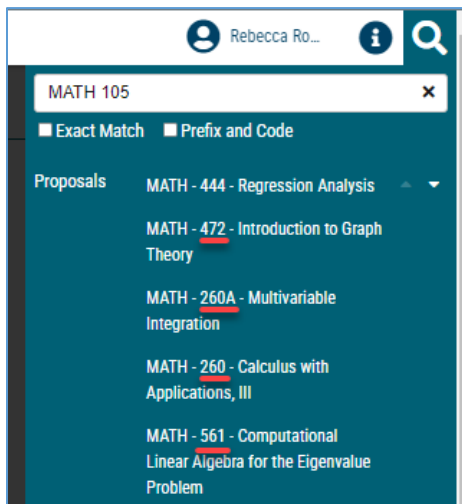 Rebecca Ro...
MATH 105
Exact Match Prefix and Code
Proposals MATH - 444 - Regression Analysis
MATH - 472 - Introduction to Graph
Theory
MATH - 260A - Multivariable
Integration
MATH - 260 - Calculus with
Applications, III
MATH - 561 - Computational
Linear Algebra for the Eigenvalue
Problem